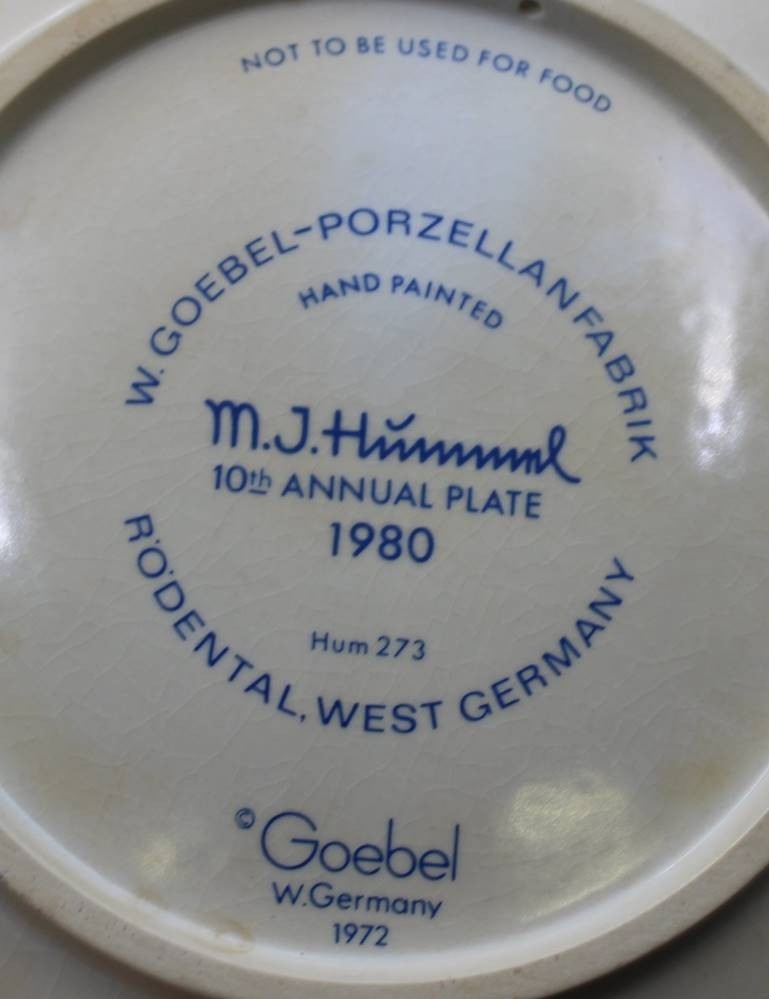 NOT TO BE USED FOR FOOD
W. GOEBEL-PORZELLANFABRIK
HAND PAINTED
M.J. Hummel
10th ANNUAL PLATE
1980
Hum 273
RÖDENTAL, WEST GERMANY
© Goebel
W. Germany
1972